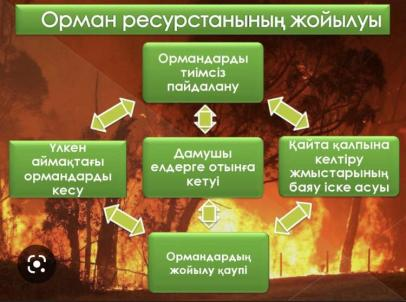 Орман ресурстанының жойылуы
Ормандарды
тиімсіз
пайдалану
Үлкен
аймақтағы
ормандарды
кесу
Дамушы
елдерге отынға
кетуі
Қайта қалпына
келтіру
жмыстарының
баяу іске асуы
Ормандардың
жойылу қаупі